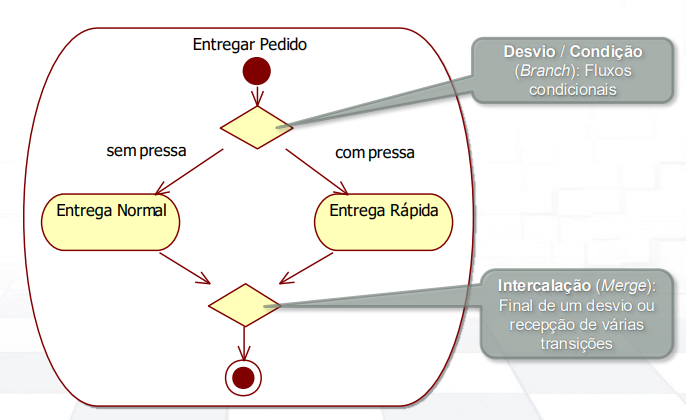 Entregar Pedido
Desvio / Condição
(Branch): Fluxos
condicionais
sem pressa
com pressa
Entrega Normal
Entrega Rápida
Intercalação (Merge):
Final de um desvio ou
recepção de várias
transições